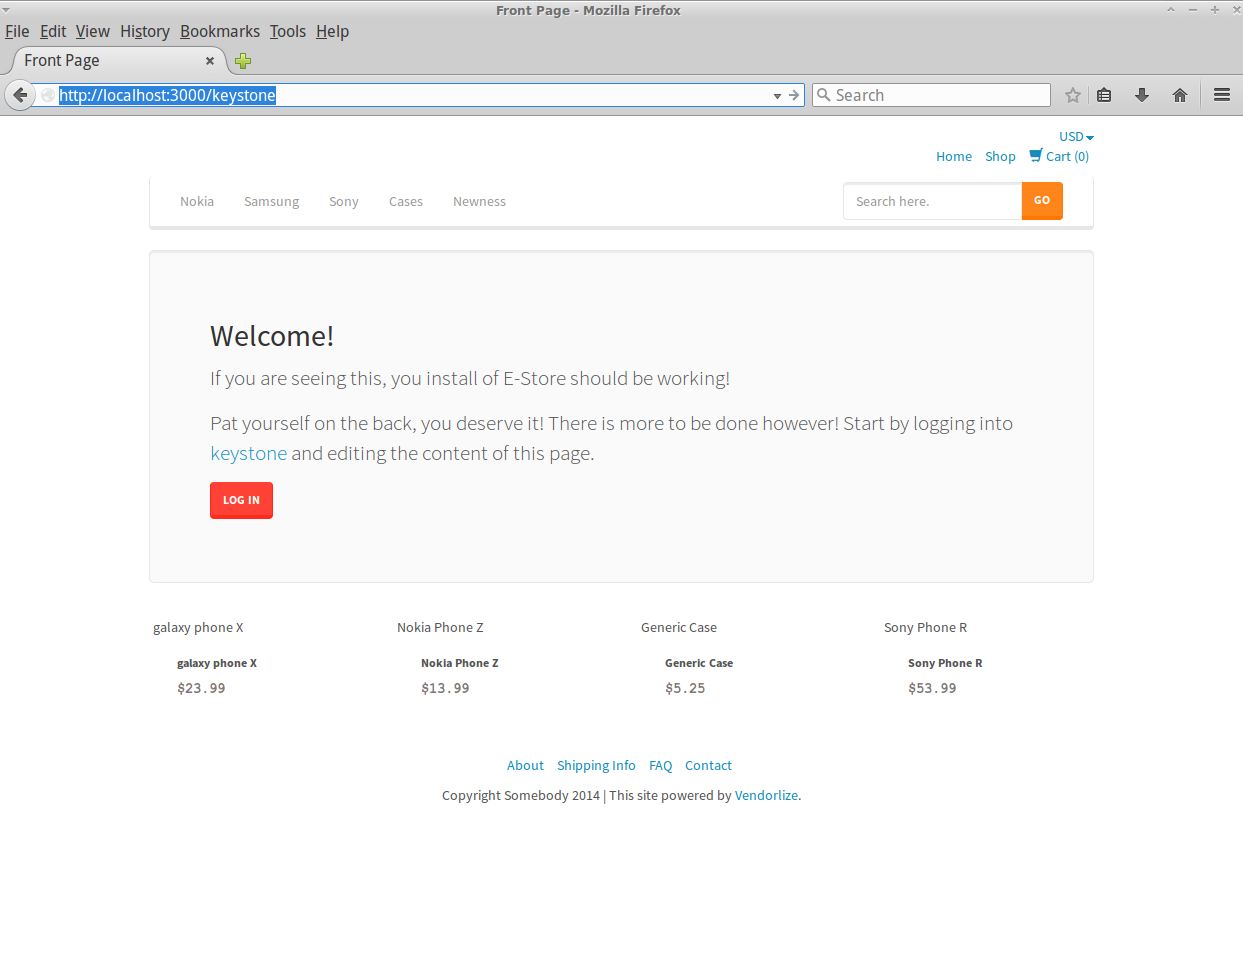 Front Page - Mozilla Firefox
File Edit View History Bookmarks Tools Help
Front Page
http://localhost:3000/keystone
Search
USD
Home Shop Cart (0)
Nokia Samsung Sony Cases Newness
Search here.
GO
Welcome!
If you are seeing this, you install of E-Store should be working!
Pat yourself on the back, you deserve it! There is more to be done however! Start by logging into
keystone and editing the content of this page.
LOG IN
galaxy phone X Nokia Phone Z Generic Case Sony Phone R
galaxy phone X Nokia Phone Z Generic Case Sony Phone R
$23.99 $13.99 $5.25 $53.99
About Shipping Info FAQ Contact
Copyright Somebody 2014 | This site powered by Vendorlize.